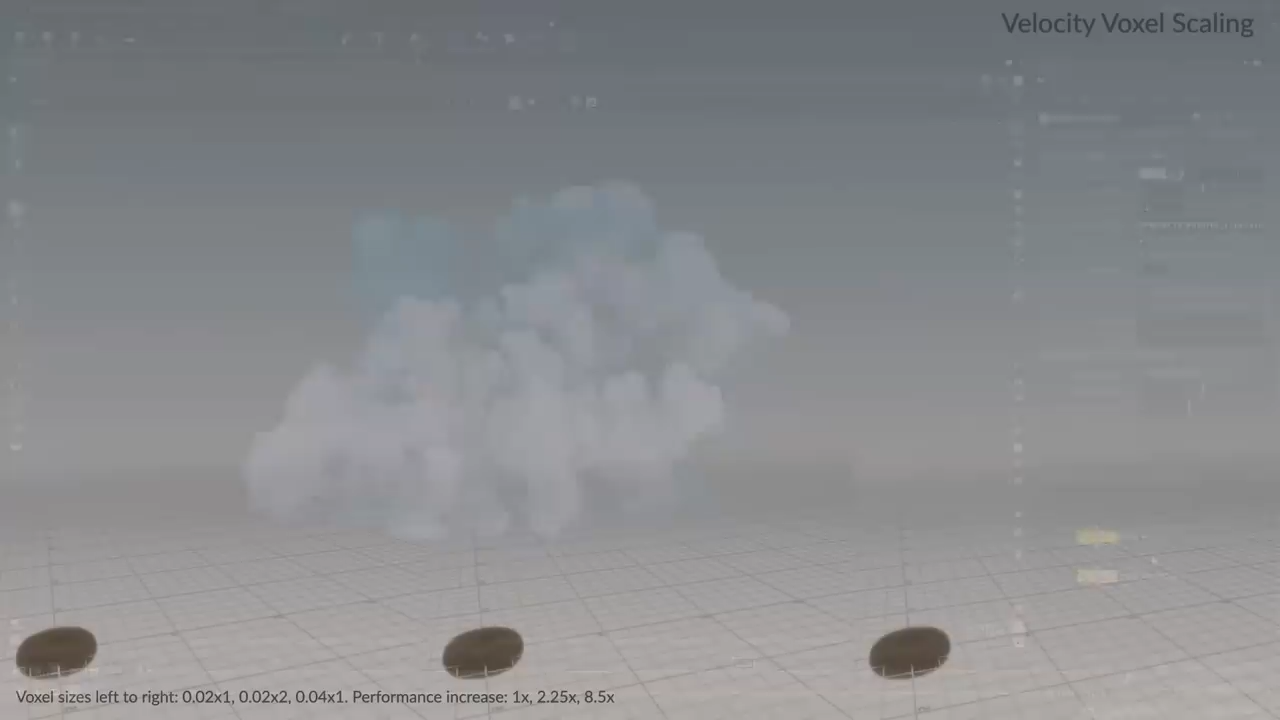 Velocity Voxel Scaling
Voxel sizes left to right: 0.02x1, 0.02x2, 0.04x1. Performance increase: 1x, 2.25x, 8.5x